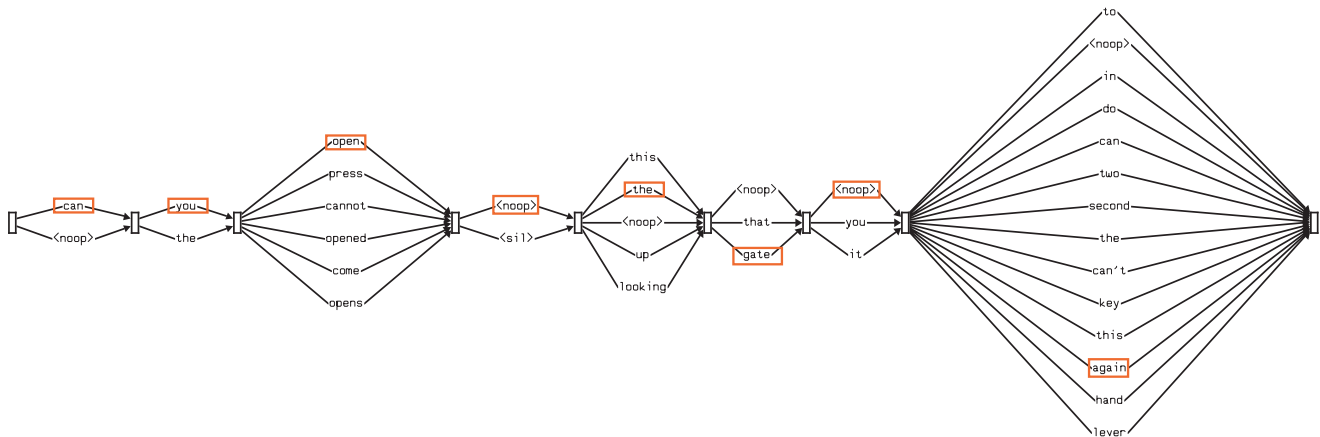 can
<noop>
you
the
open
press
cannot
opened
come
opens
<noop>
<sil>
this
the
<noop>
up
looking
<noop>
that
gate
<noop>
you
it
to
<noop>
in
do
can
two
second
the
can't
key
this
again
hand
lever